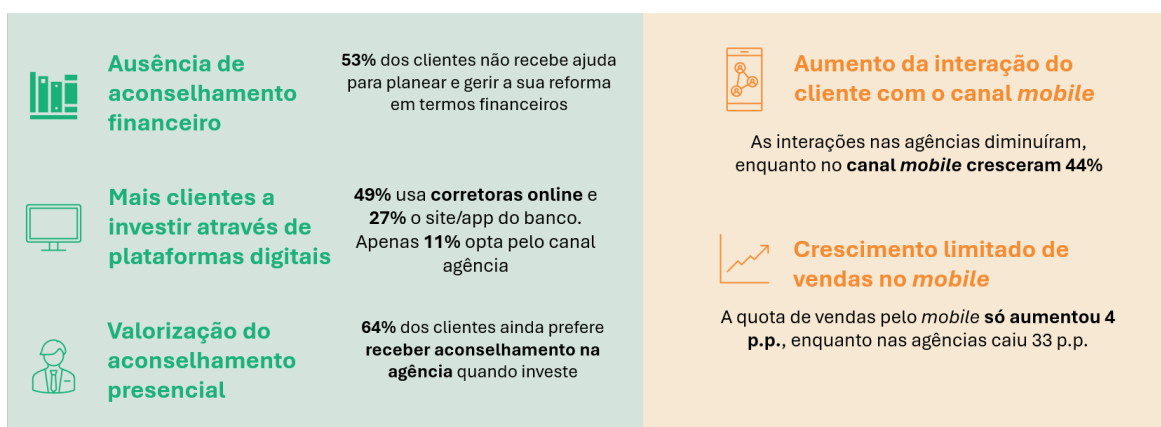 Ausência de
aconselhamento
financeiro
53% dos clientes não recebe ajuda
para planear e gerir a sua reforma
em termos financeiros
Mais clientes a
investir através de
plataformas digitais
49% usa corretoras online e
27% o site/app do banco.
Apenas 11% opta pelo canal
agência
Valorização do
aconselhamento
presencial
64% dos clientes ainda prefere
receber aconselhamento na
agência quando investe
Aumento da interação do
cliente com o canal mobile
As interações nas agências diminuíram,
enquanto no canal mobile cresceram 44%
Crescimento limitado de
vendas no mobile
A quota de vendas pelo mobile só aumentou 4
p.p., enquanto nas agências caiu 33 p.p.